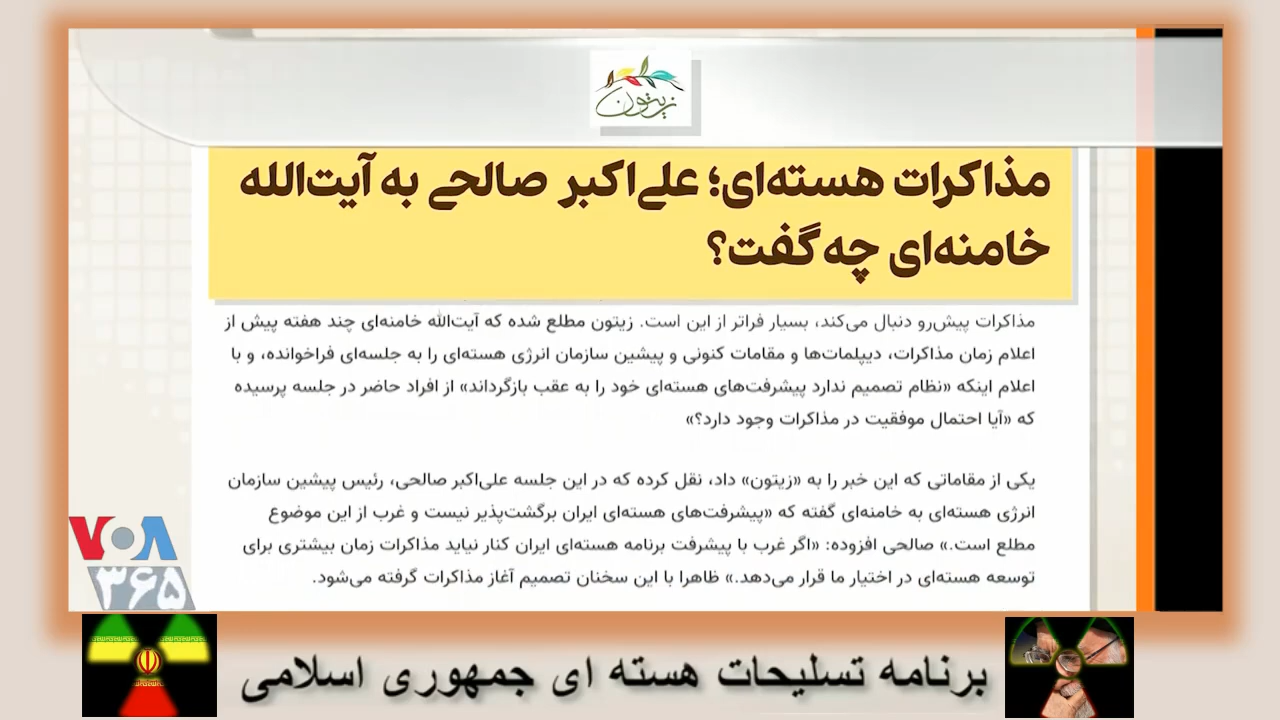 زیتون
مذاکرات هسته‌ای؛ علی‌اکبر صالحی به آیت‌الله
خامنه‌ای چه گفت؟
مذاکرات پیش‌رو دنبال می‌کند، بسیار فراتر از این است. زیتون مطلع شده که آیت‌الله خامنه‌ای چند هفته پیش از
اعلام زمان مذاکرات، دیپلمات‌ها و مقامات کنونی و پیشین سازمان انرژی هسته‌ای را به جلسه‌ای فراخوانده، و با
اعلام اینکه «نظام تصمیم ندارد پیشرفت‌های هسته‌ای خود را به عقب بازگرداند» از افراد حاضر در جلسه پرسیده
که «آیا احتمال موفقیت در مذاکرات وجود دارد؟»
یکی از مقاماتی که این خبر را به «زیتون» داد، نقل کرده که در این جلسه علی‌اکبر صالحی، رئیس پیشین سازمان
انرژی هسته‌ای به خامنه‌ای گفته که «پیشرفت‌های هسته‌ای ایران برگشت‌پذیر نیست و غرب از این موضوع
مطلع است.» صالحی افزوده: «اگر غرب با پیشرفت برنامه هسته‌ای ایران کنار نیاید مذاکرات زمان بیشتری برای
توسعه هسته‌ای در اختیار ما قرار می‌دهد.» ظاهرا با این سخنان تصمیم آغاز مذاکرات گرفته می‌شود.
VOA
۳۶۵
برنامه تسلیحات هسته ای جمهوری اسلامی